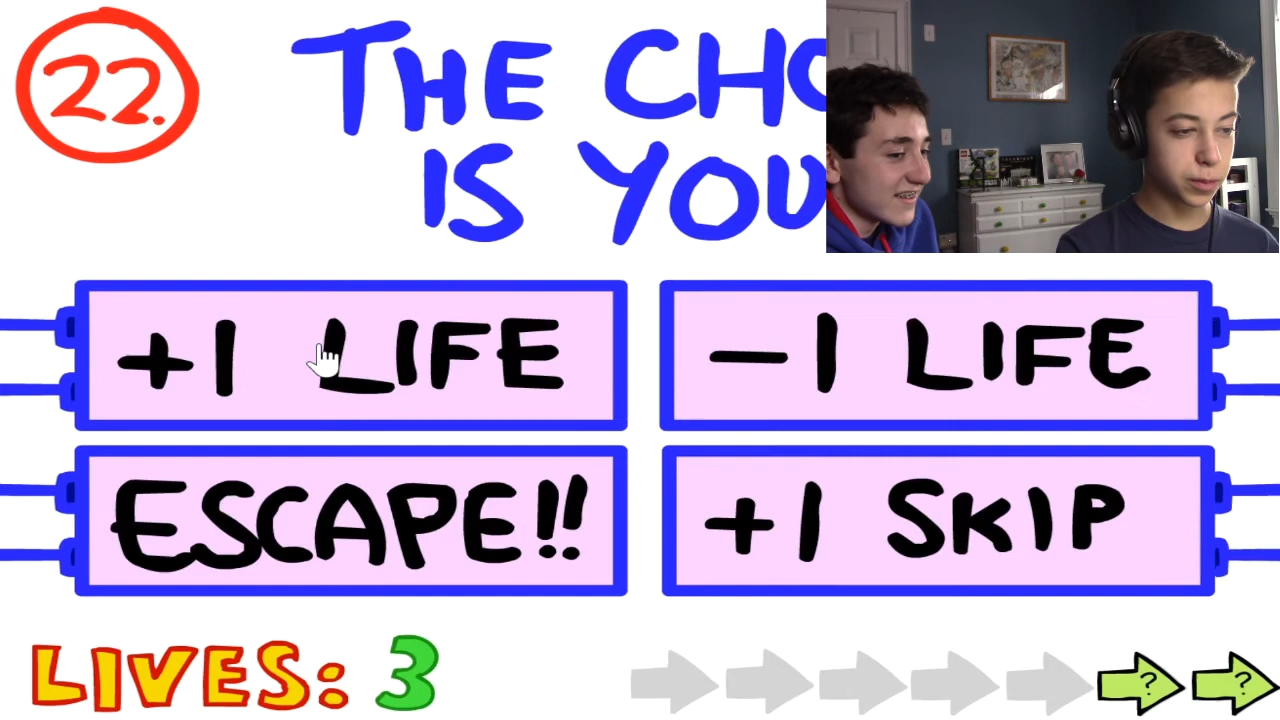 22.
THE CHO
IS YOU
+1 LIFE
-1 LIFE
ESCAPE!!
+1 SKIP
LIVES: 3
? ?